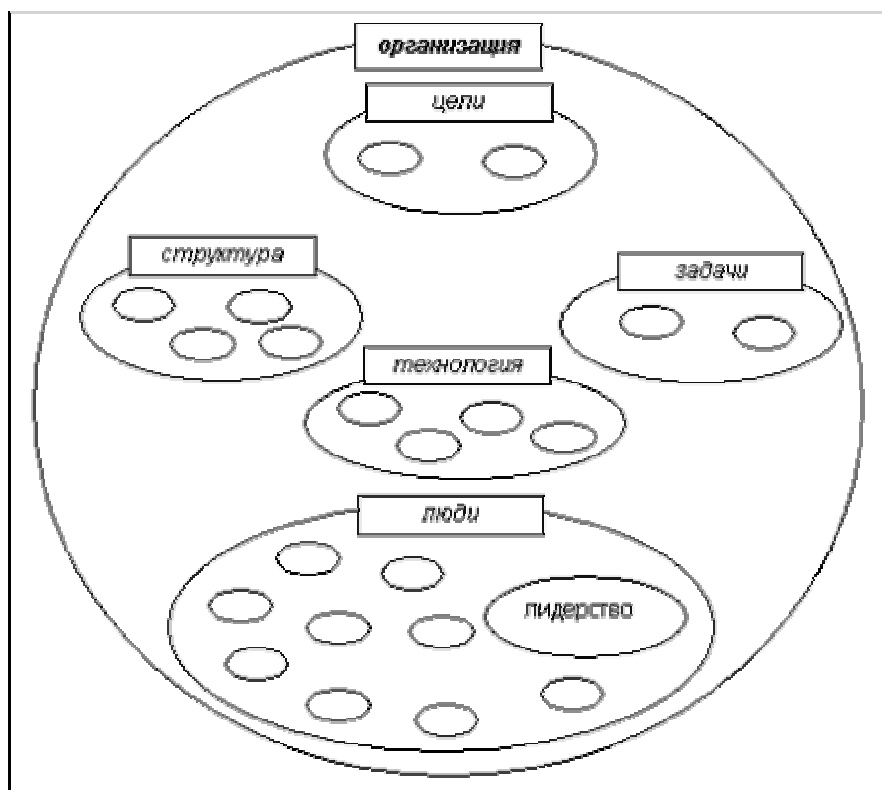 организация
цели
структура
задачи
технология
люди
лидерство